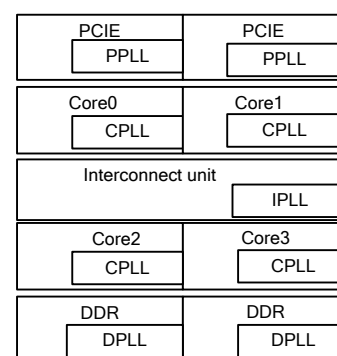 PCIE PCIE
PPLL PPLL
Core0 Core1
CPLL CPLL
Interconnect unit
IPLL
Core2 Core3
CPLL CPLL
DDR DDR
DPLL DPLL